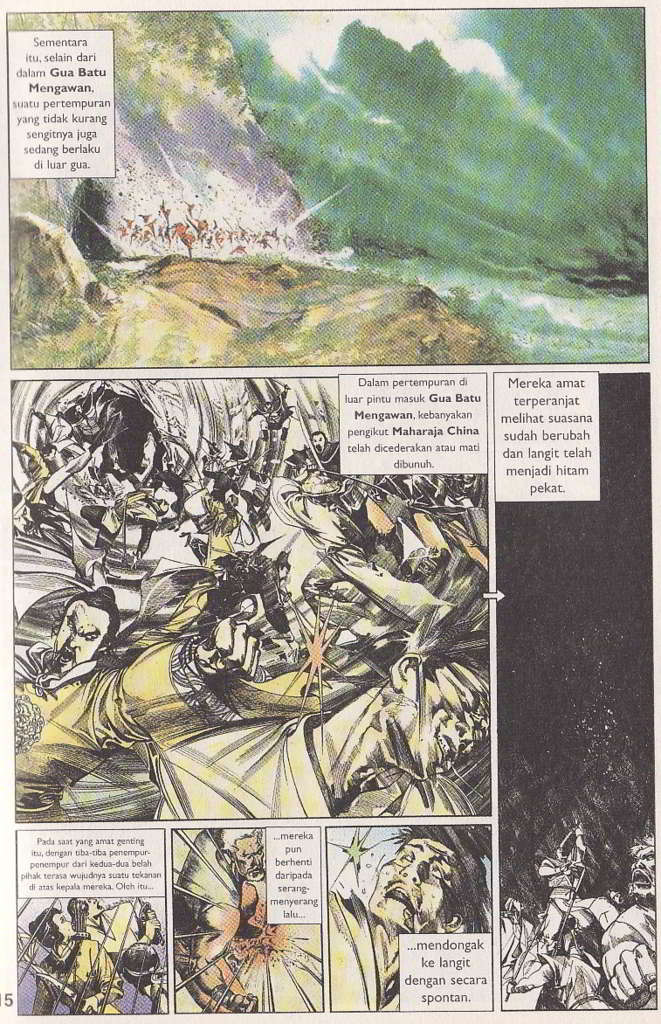 Sementara
itu, selain dari
dalam Gua Batu
Mengawan,
suatu pertempuran
yang tidak kurang
sengitnya juga
sedang berlaku
di luar gua.
Dalam pertempuran di
luar pintu masuk Gua Batu
Mengawan, kebanyakan
pengikut Maharaja China
telah dicederakan atau mati
dibunuh.
Pada saat yang amat genting
itu, dengan tiba-tiba penempur-
penempur dari kedua-dua belah
pihak terasa wujudnya suatu tekanan
di atas kepala mereka. Oleh itu...
...mereka
pun
berhenti
daripada
serang-
menyerang
lalu...
...mendongak
ke langit
dengan secara
spontan.
Mereka amat
terperanjat
melihat suasana
sudah berubah
dan langit telah
menjadi hitam
pekat.
15